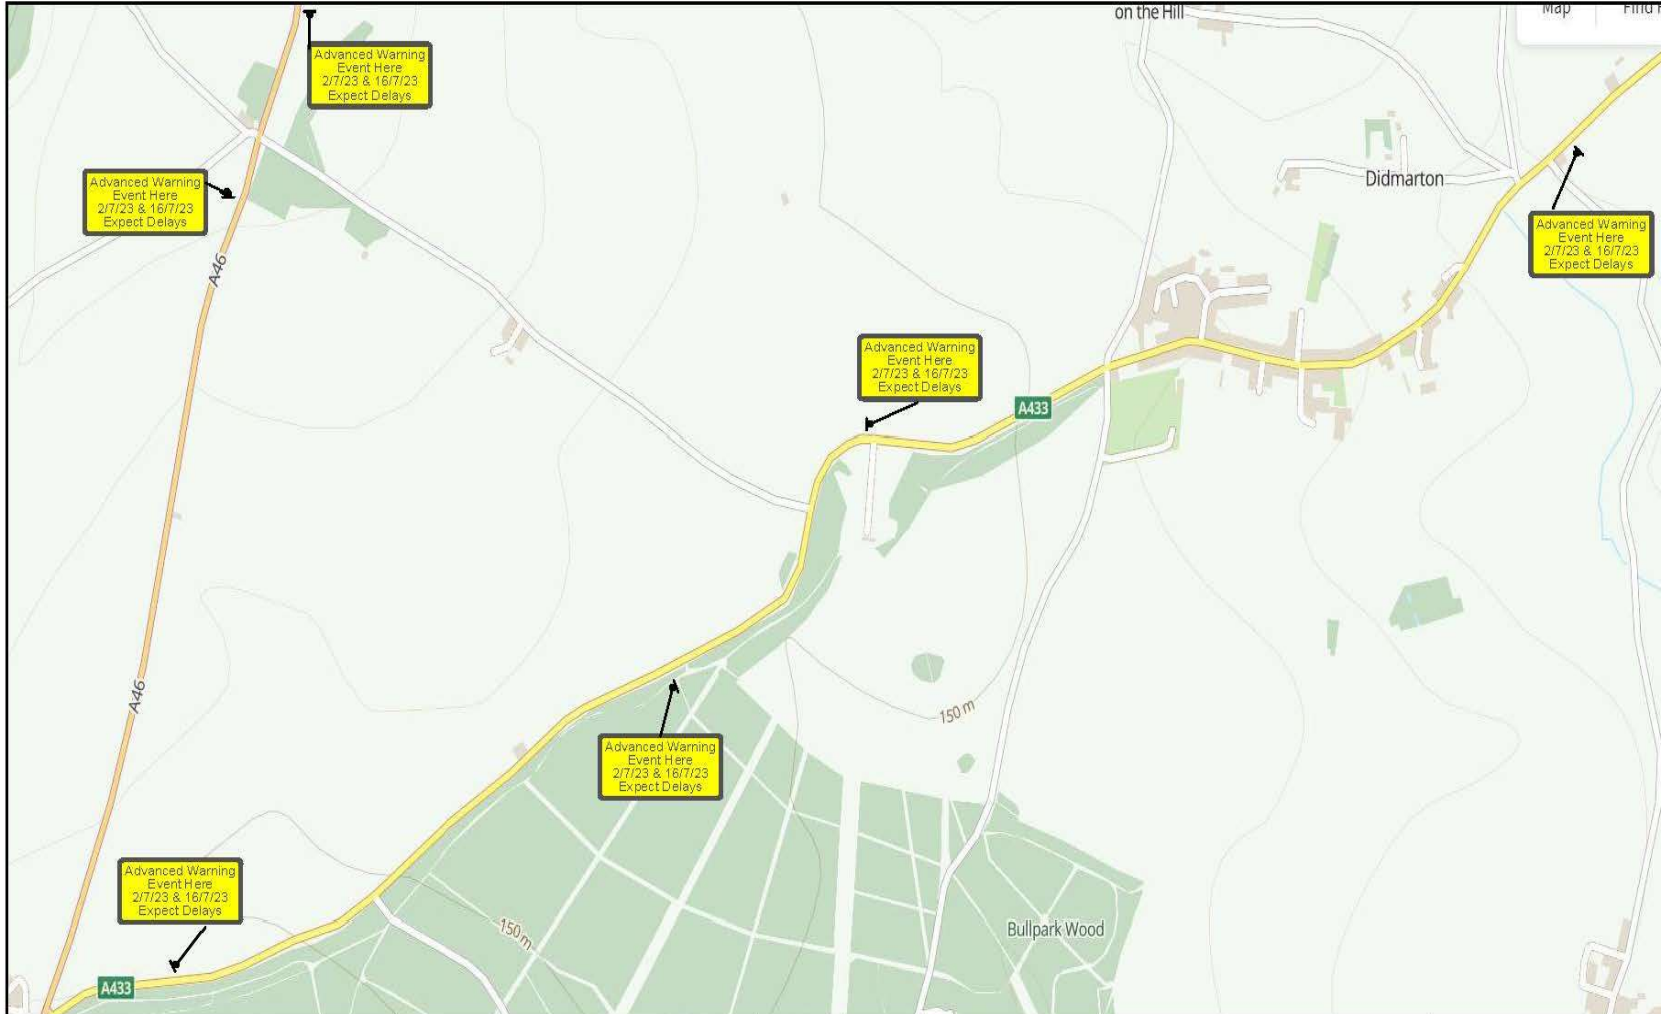 on the Hill
Map
Advanced Warning
Event Here
2/7/23 & 16/7/23
Expect Delays
Advanced Warning
Event Here
2/7/23 & 16/7/23
Expect Delays
Didmarton
Advanced Warning
Event Here
2/7/23 & 16/7/23
Expect Delays
A46
Advanced Warning
Event Here
2/7/23 & 16/7/23
Expect Delays
A433
A46
150 m
Advanced Warning
Event Here
2/7/23 & 16/7/23
Expect Delays
Advanced Warning
Event Here
2/7/23 & 16/7/23
Expect Delays
150 m
Bullpark Wood
A433